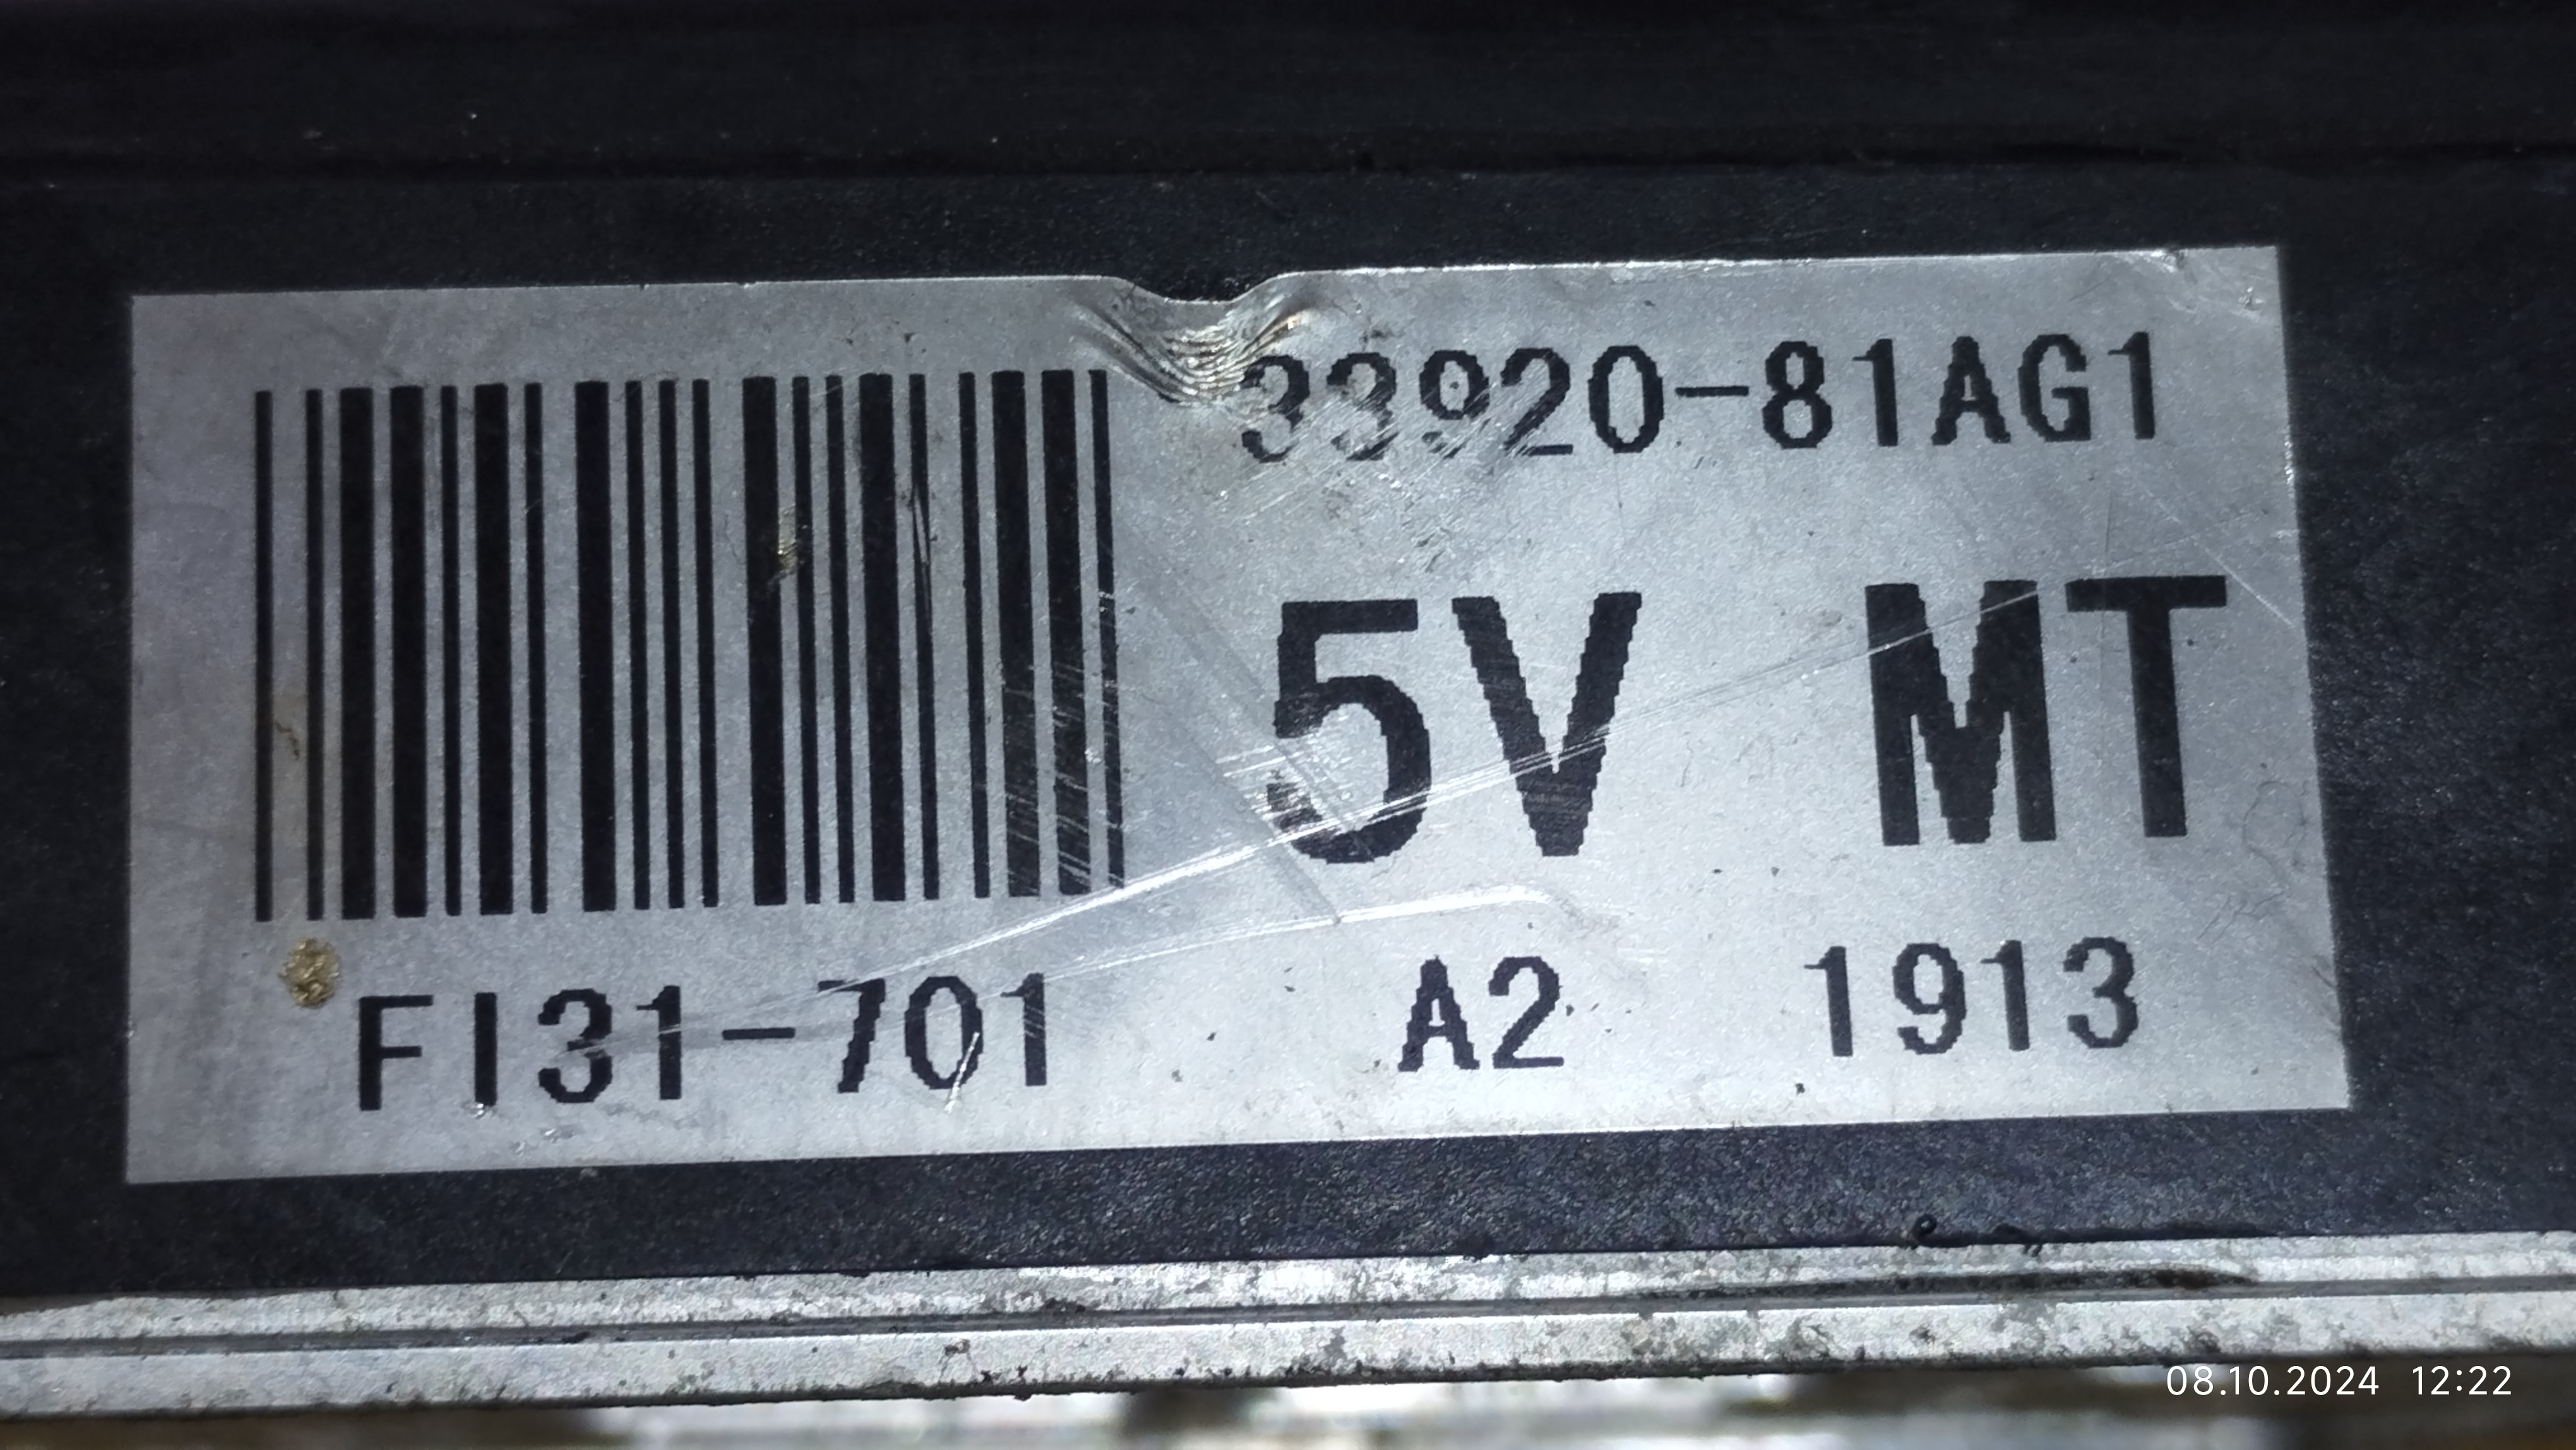 33920-81AG1
5V MT
FI31-701 A2 1913
08.10.2024 12:22